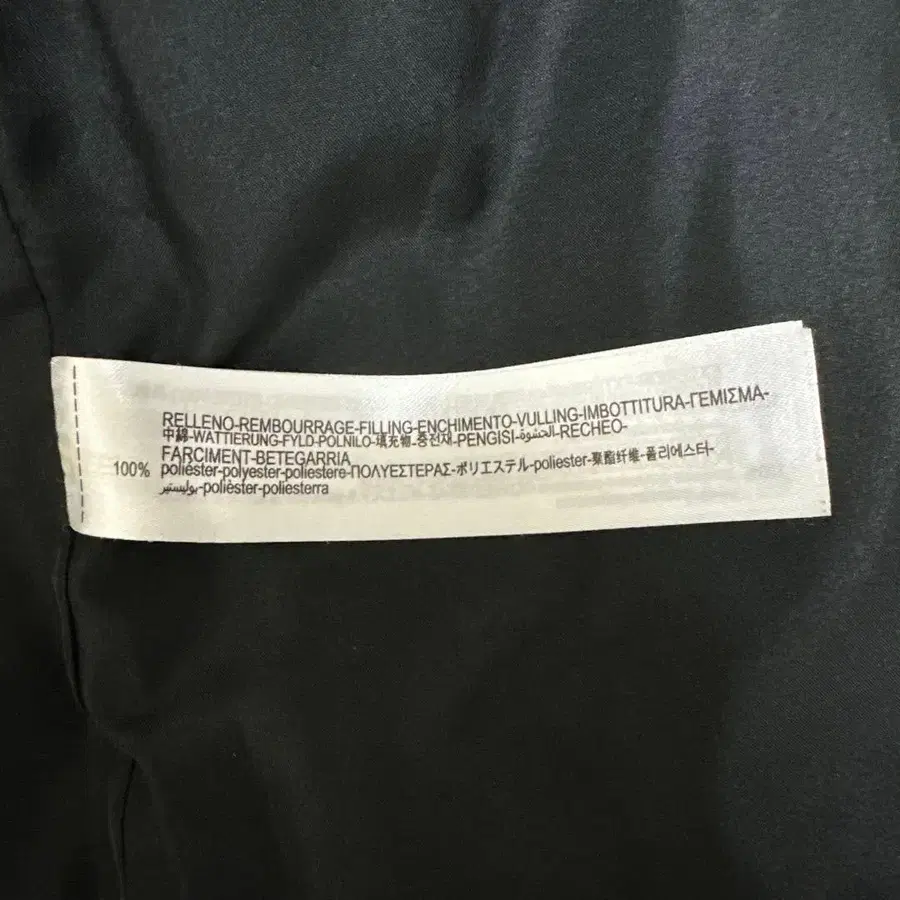 RELLENO-REMBOURRAGE-FILLING-ENCHIMENTO-VULLING-IMBOTTITURA-ΓΕΜΙΣΜΑ-
中綿-WATTIERUNG-FYLD-POLNILO-填充物-충전재-PENGISI-الحشوة-RECHEO-
FARCIMENT-BETEGARRIA
100% poliéster-polyester-poliestere-ΠΟΛΥΕΣΤΕΡΑΣ-ポリエステル-poliester-聚酯纤维-폴리에스터-
بوليستير-polièster-poliesterra